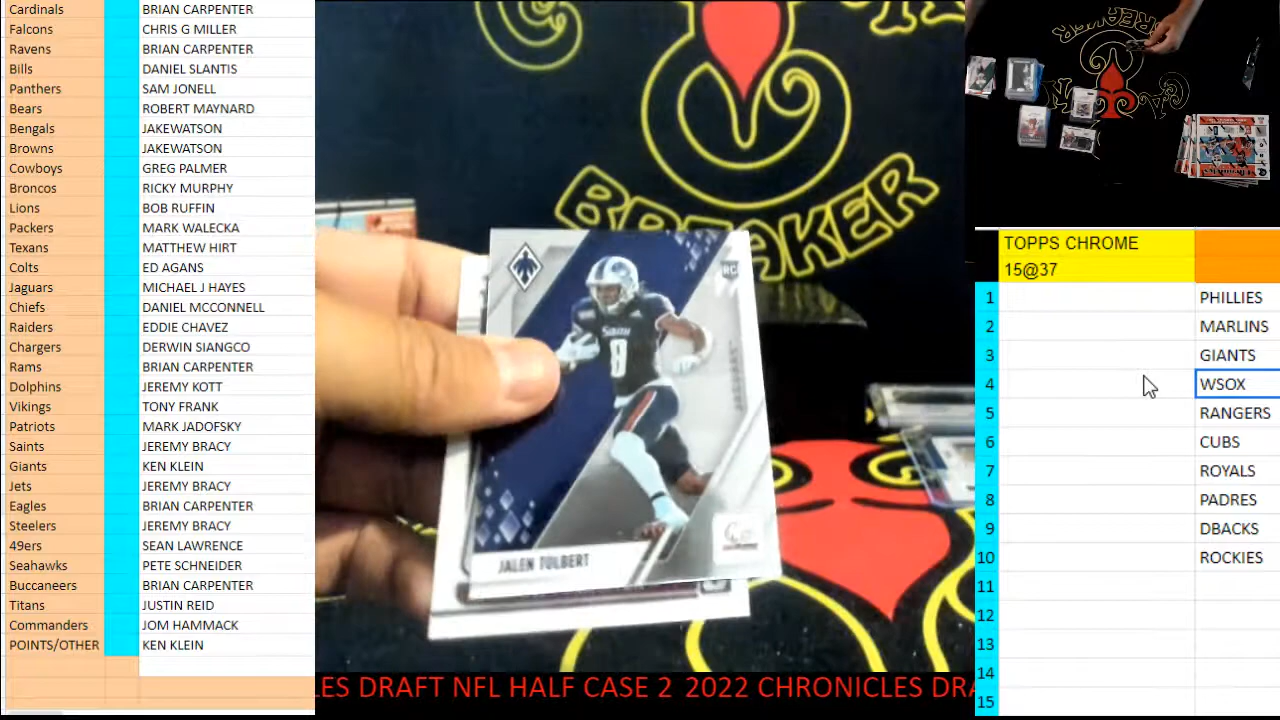 Cardinals BRIAN CARPENTER
Falcons CHRIS G MILLER
Ravens BRIAN CARPENTER
Bills DANIEL SLANTIS
Panthers SAM JONELL
Bears ROBERT MAYNARD
Bengals JAKEWATSON
Browns JAKEWATSON
Cowboys GREG PALMER
Broncos RICKY MURPHY
Lions BOB RUFFIN
Packers MARK WALECKA
Texans MATTHEW HIRT
Colts ED AGANS
Jaguars MICHAEL J HAYES
Chiefs DANIEL MCCONNELL
Raiders EDDIE CHAVEZ
Chargers DERWIN SIANGCO
Rams BRIAN CARPENTER
Dolphins JEREMY KOTT
Vikings TONY FRANK
Patriots MARK JADOFSKY
Saints JEREMY BRACY
Giants KEN KLEIN
Jets JEREMY BRACY
Eagles BRIAN CARPENTER
Steelers JEREMY BRACY
49ers SEAN LAWRENCE
Seahawks PETE SCHNEIDER
Buccaneers BRIAN CARPENTER
Titans JUSTIN REID
Commanders JOM HAMMACK
POINTS/OTHER KEN KLEIN
BREAKER
RC
SOUTH
8
JALEN TOLBERT
LES DRAFT NFL HALF CASE 2 2022 CHRONICLES DRA
BREAKER
TOPPS CHROME
15@37
1 PHILLIES
2 MARLINS
3 GIANTS
4 WSOX
5 RANGERS
6 CUBS
7 ROYALS
8 PADRES
9 DBACKS
10 ROCKIES
11
12
13
14
15